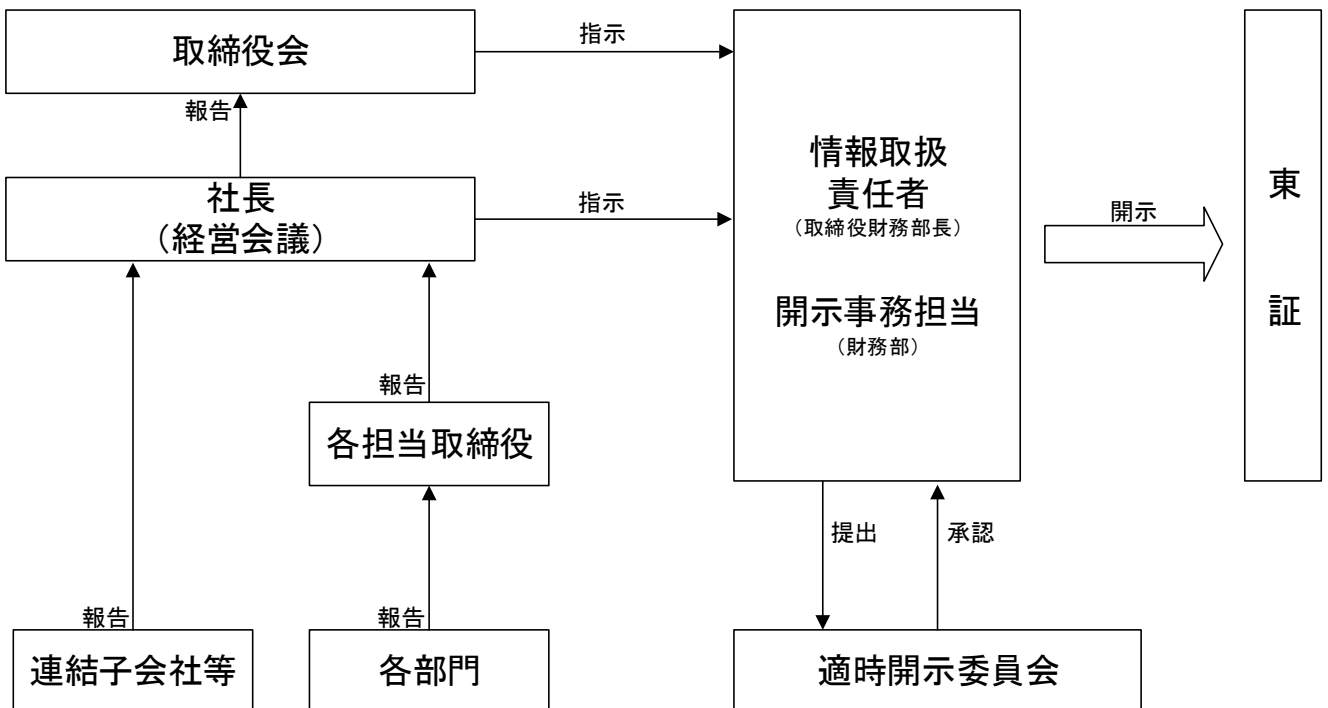 取締役会
指示
報告
社長
（経営会議）
指示
情報取扱
責任者
（取締役財務部長）
開示事務担当
（財務部）
開示
東
証
報告
各担当取締役
提出
承認
報告
報告
連結子会社等
各部門
適時開示委員会